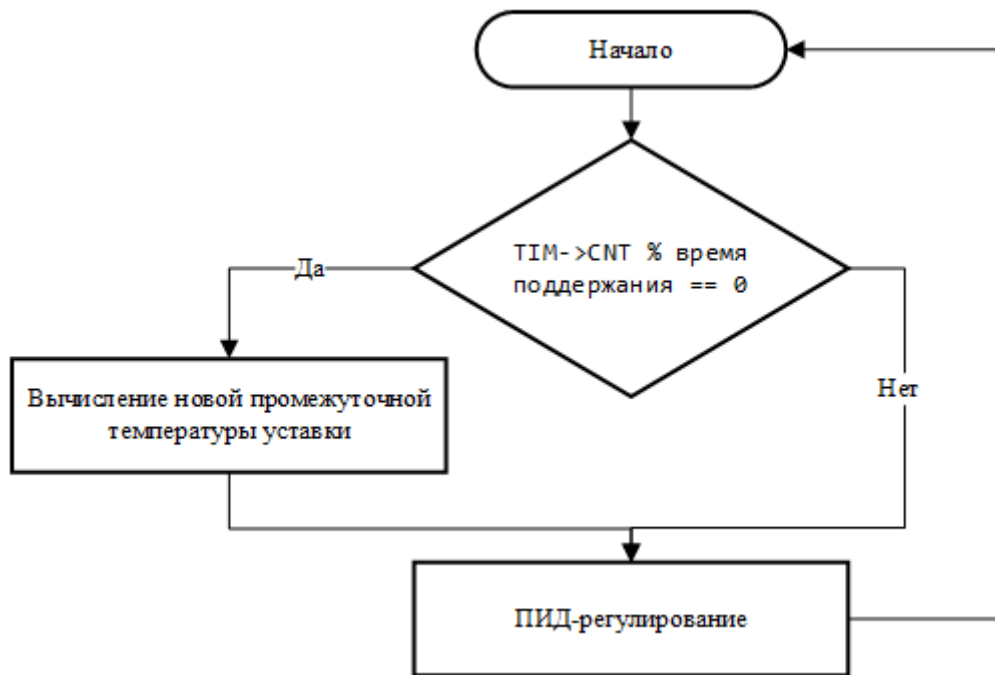 Начало
TIM->CNT % время
поддержания == 0
Да
Нет
Вычисление новой промежуточной
температуры уставки
ПИД-регулирование